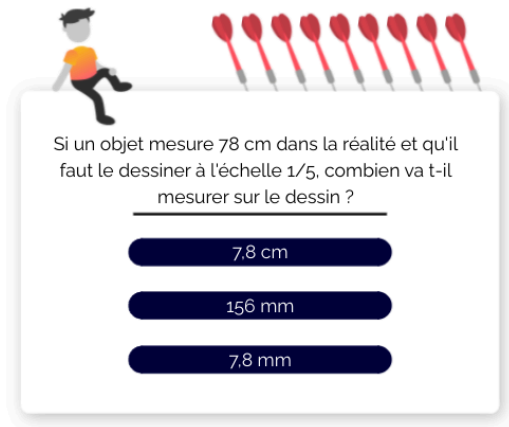 Si un objet mesure 78 cm dans la réalité et qu'il
faut le dessiner à l'échelle 1/5, combien va t-il
mesurer sur le dessin ?
7,8 cm
156 mm
7,8 mm